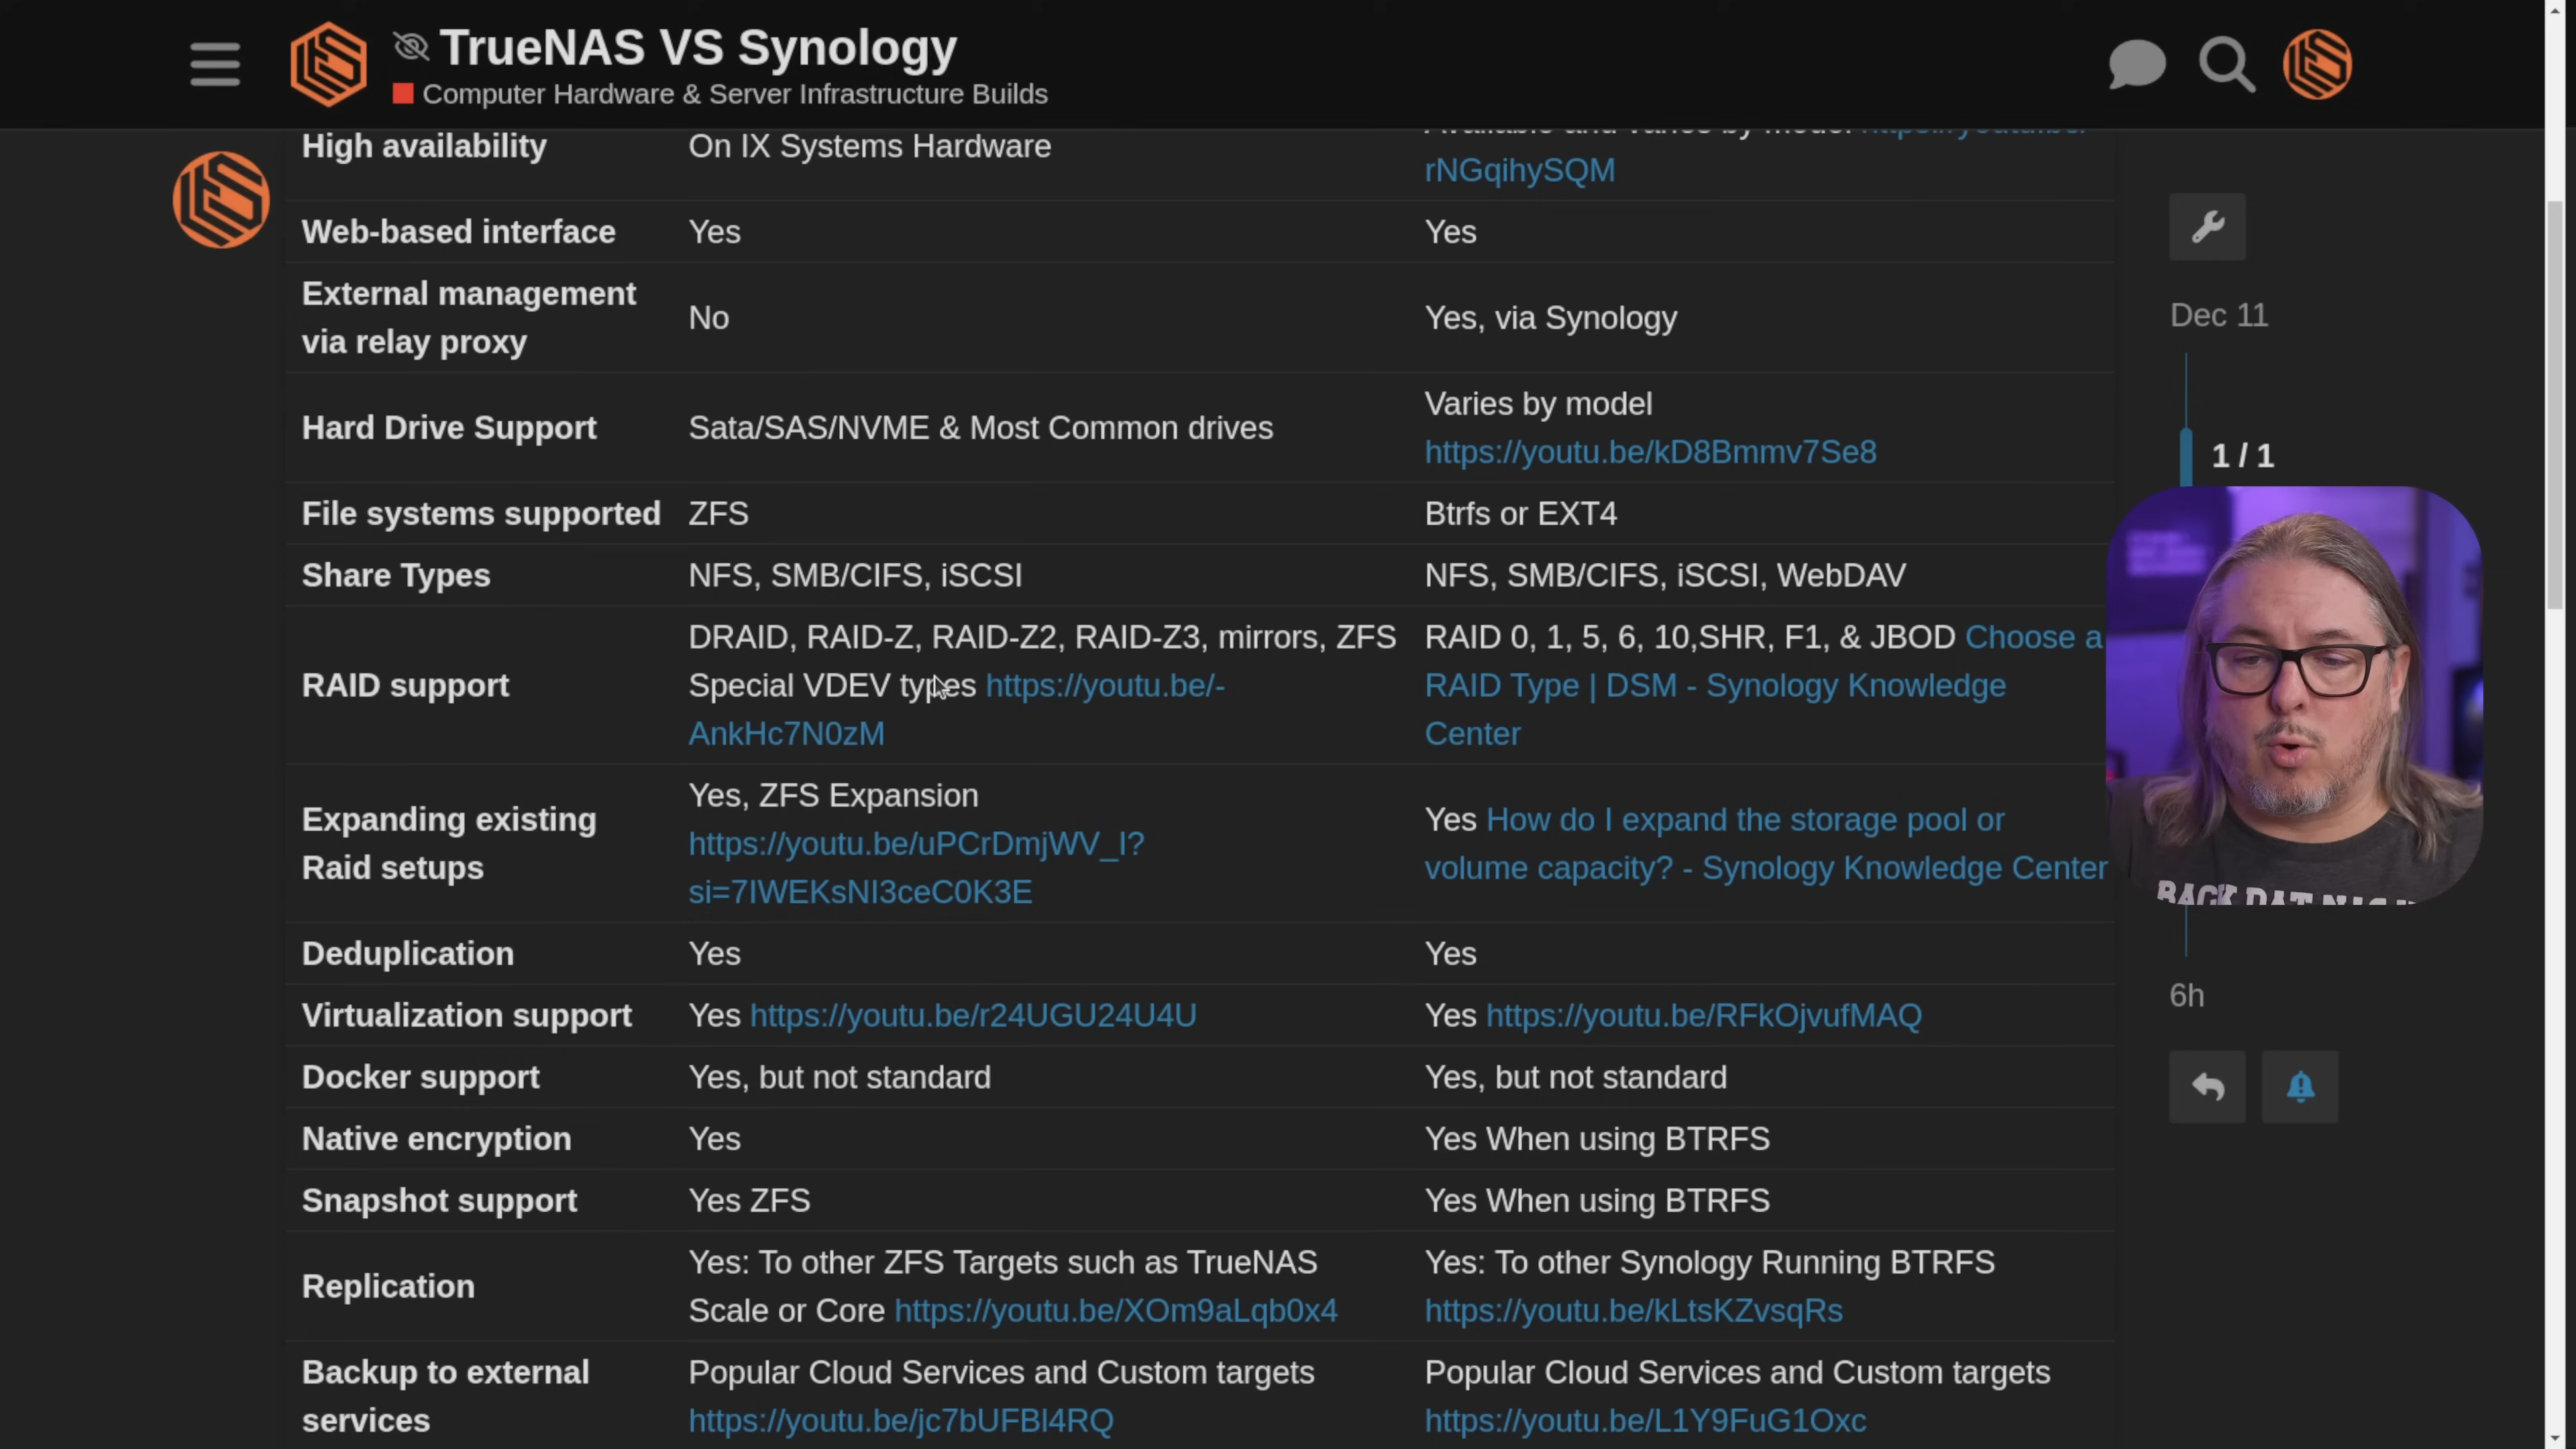 TrueNAS VS Synology
Computer Hardware & Server Infrastructure Builds
High availability
On IX Systems Hardware
Available and varies by model https://youtu.be/
rNGqihySQM
Web-based interface
Yes
Yes
External management
via relay proxy
No
Yes, via Synology
Hard Drive Support
Sata/SAS/NVME & Most Common drives
Varies by model
https://youtu.be/kD8Bmmv7Se8
File systems supported
ZFS
Btrfs or EXT4
Share Types
NFS, SMB/CIFS, iSCSI
NFS, SMB/CIFS, iSCSI, WebDAV
RAID support
DRAID, RAID-Z, RAID-Z2, RAID-Z3, mirrors, ZFS
Special VDEV types https://youtu.be/-
AnkHc7N0zM
RAID 0, 1, 5, 6, 10,SHR, F1, & JBOD Choose a
RAID Type | DSM - Synology Knowledge
Center
Expanding existing
Raid setups
Yes, ZFS Expansion
https://youtu.be/uPCrDmjWV_I?
si=7IWEKsNI3ceC0K3E
Yes How do I expand the storage pool or
volume capacity? - Synology Knowledge Center
Deduplication
Yes
Yes
Virtualization support
Yes https://youtu.be/r24UGU24U4U
Yes https://youtu.be/RFkOjvufMAQ
Docker support
Yes, but not standard
Yes, but not standard
Native encryption
Yes
Yes When using BTRFS
Snapshot support
Yes ZFS
Yes When using BTRFS
Replication
Yes: To other ZFS Targets such as TrueNAS
Scale or Core https://youtu.be/XOm9aLqb0x4
Yes: To other Synology Running BTRFS
https://youtu.be/kLtsKZvsqRs
Backup to external
services
Popular Cloud Services and Custom targets
https://youtu.be/jc7bUFBl4RQ
Popular Cloud Services and Custom targets
https://youtu.be/L1Y9FuG1Oxc
Dec 11
1 / 1
6h